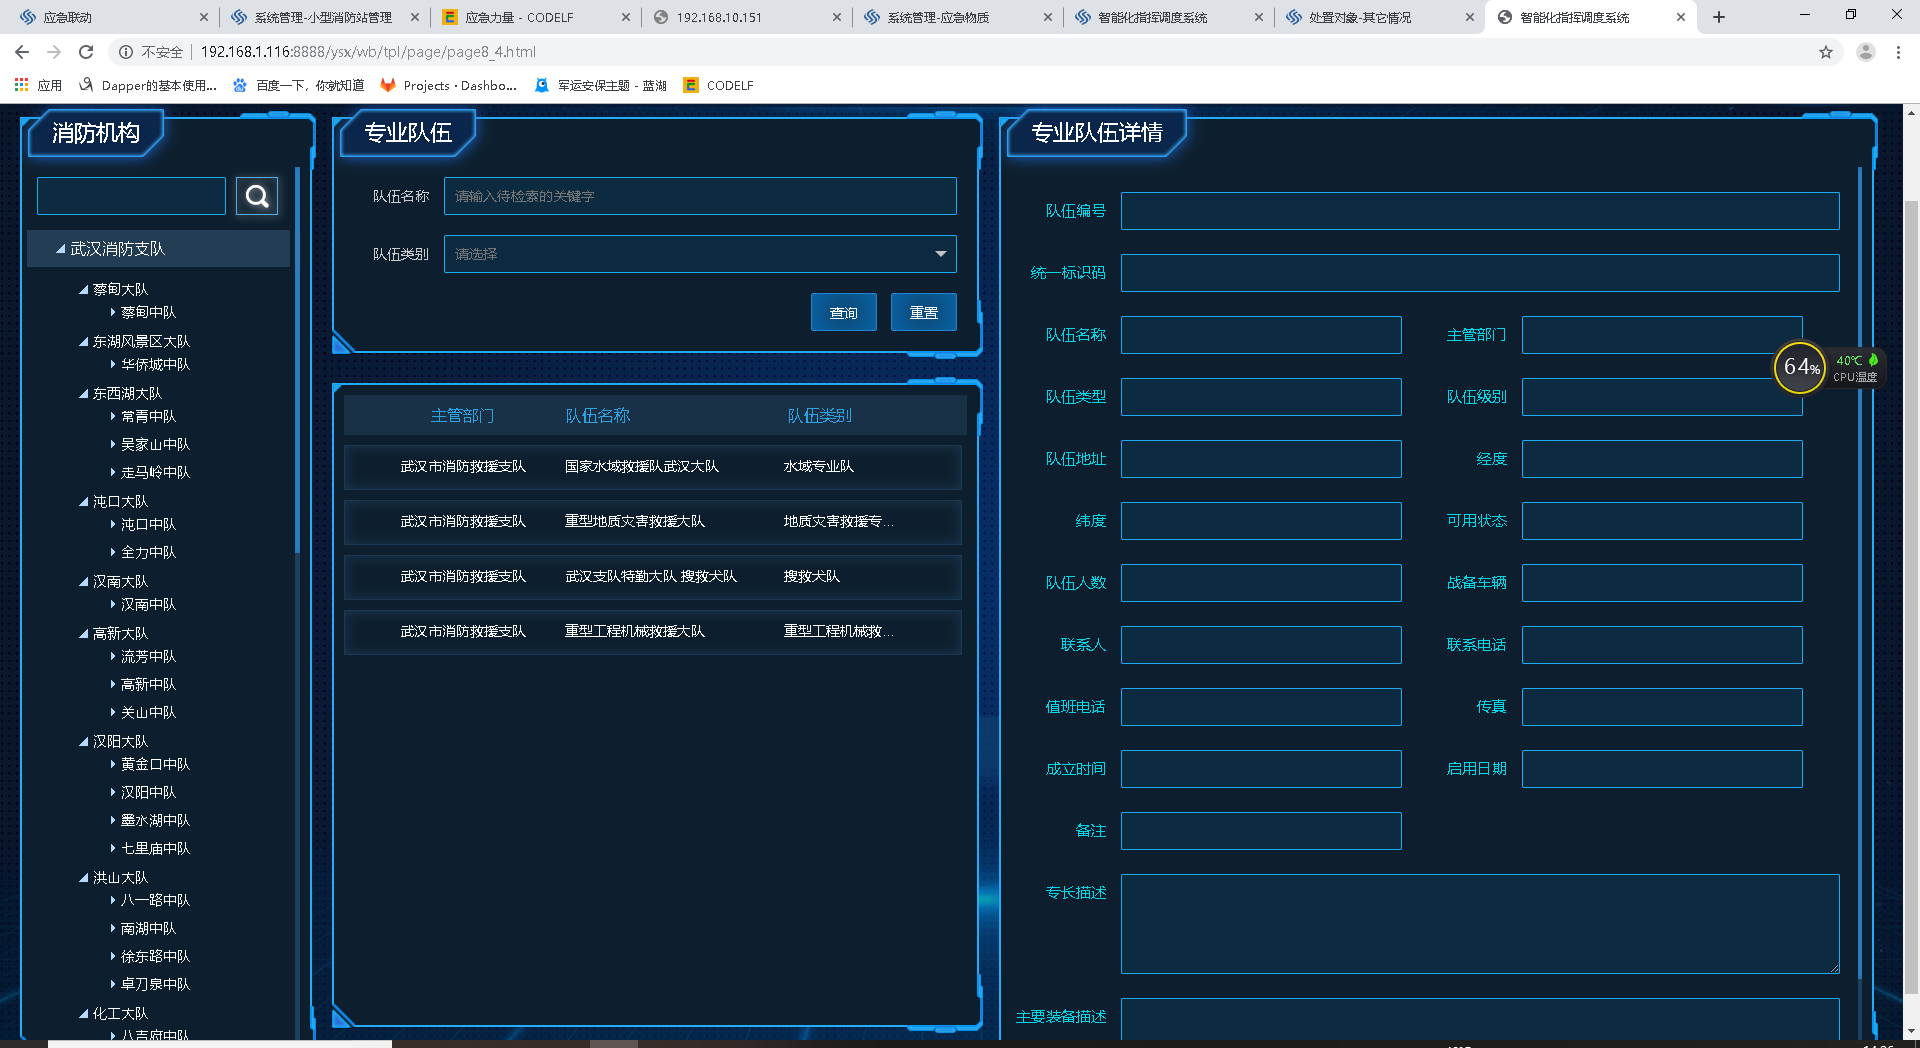 应急联动
系统管理-小型消防站管理
应急力量 - CODELF
192.168.10.151
系统管理-应急物质
智能化指挥调度系统
处置对象-其它情况
智能化指挥调度系统
不安全
192.168.1.116:8888/ysx/wb/tpl/page/page8_4.html
应用
Dapper的基本使用...
百度一下，你就知道
Projects · Dashbo...
军运安保主题 - 蓝湖
CODELF
消防机构
武汉消防支队
蔡甸大队
蔡甸中队
东湖风景区大队
华侨城中队
东西湖大队
常青中队
吴家山中队
走马岭中队
沌口大队
沌口中队
全力中队
汉南大队
汉南中队
高新大队
流芳中队
高新中队
关山中队
汉阳大队
黄金口中队
汉阳中队
墨水湖中队
七里庙中队
洪山大队
八一路中队
南湖中队
徐东路中队
卓刀泉中队
化工大队
八吉府中队
专业队伍
队伍名称
请输入待检索的关键字
队伍类别
请选择
查询
重置
主管部门 队伍名称 队伍类别
武汉市消防救援支队 国家水域救援队武汉大队 水域专业队
武汉市消防救援支队 重型地质灾害救援大队 地质灾害救援专...
武汉市消防救援支队 武汉支队特勤大队 搜救犬队 搜救犬队
武汉市消防救援支队 重型工程机械救援大队 重型工程机械救...
专业队伍详情
队伍编号
统一标识码
队伍名称 主管部门
队伍类型 队伍级别
队伍地址 经度
纬度 可用状态
队伍人数 战备车辆
联系人 联系电话
值班电话 传真
成立时间 启用日期
备注
专长描述
主要装备描述
64%
40℃
CPU温度